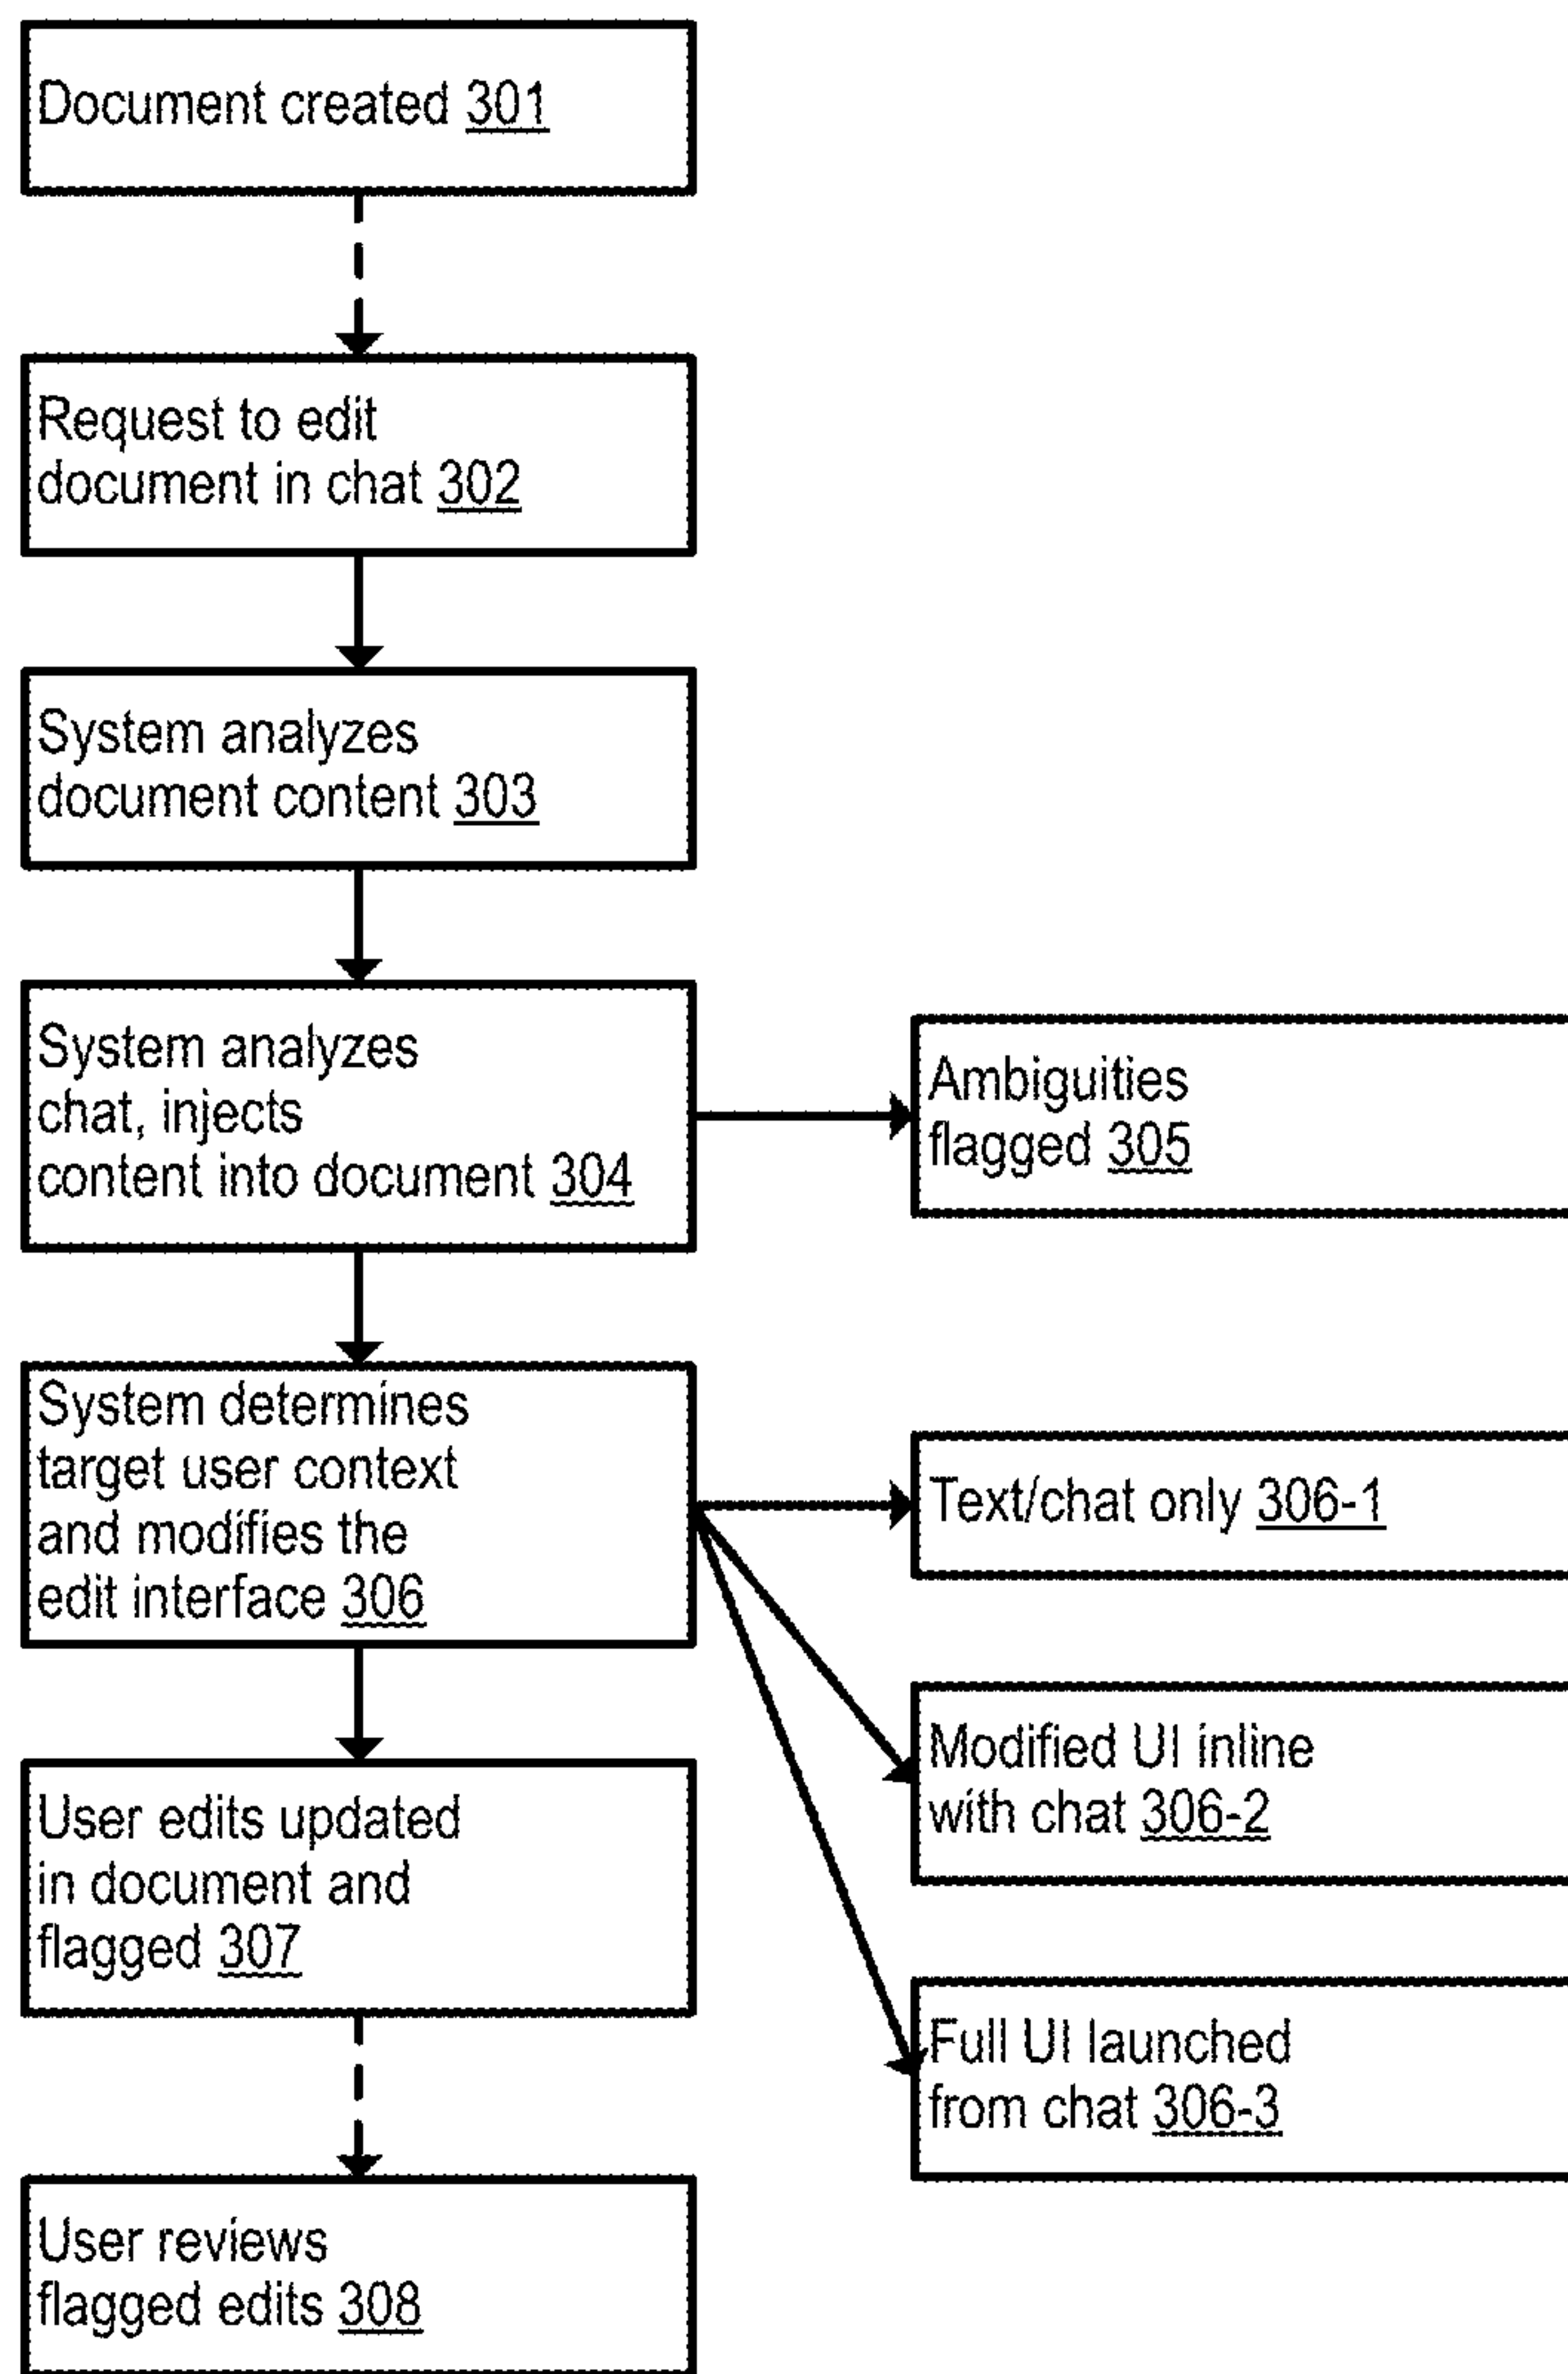 Document created 301
Request to edit
document in chat 302
System analyzes
document content 303
System analyzes
chat, injects
content into document 304
Ambiguities
flagged 305
System determines
target user context
and modifies the
edit interface 306
Text/chat only 306-1
Modified UI inline
with chat 306-2
Full UI launched
from chat 306-3
User edits updated
in document and
flagged 307
User reviews
flagged edits 308